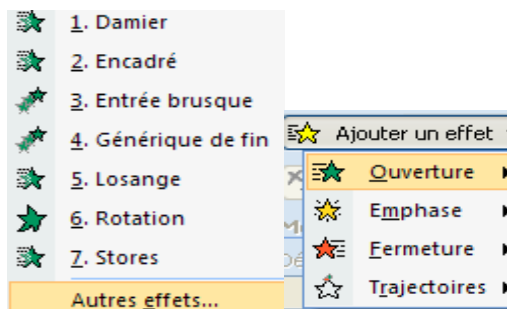 1. Damier
2. Encadré
3. Entrée brusque
4. Générique de fin
5. Losange
6. Rotation
7. Stores
Autres effets...
Ajouter un effet
Ouverture
Emphase
Fermeture
Trajectoires